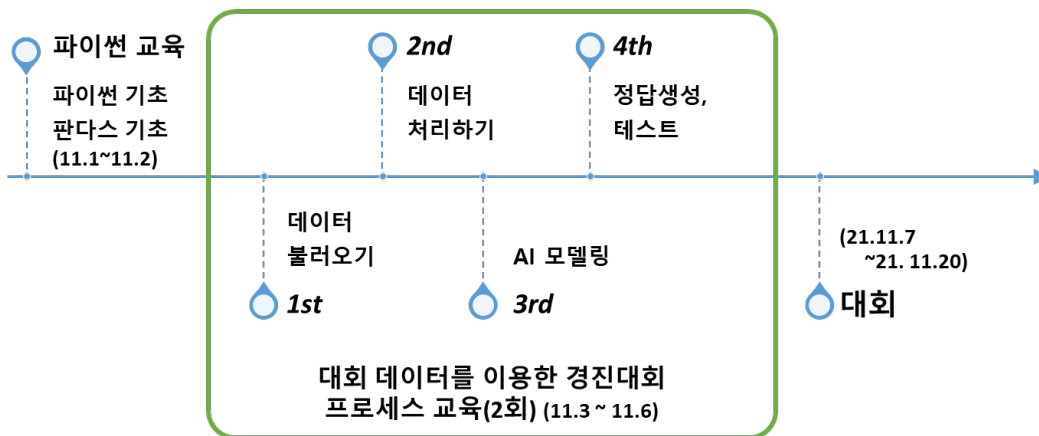 파이썬 교육
파이썬 기초
판다스 기초
(11.1~11.2)
2nd
데이터
처리하기
4th
정답생성,
테스트
데이터
불러오기
1st
AI 모델링
3rd
(21.11.7
~21. 11.20)
대회
대회 데이터를 이용한 경진대회
프로세스 교육(2회) (11.3 ~ 11.6)